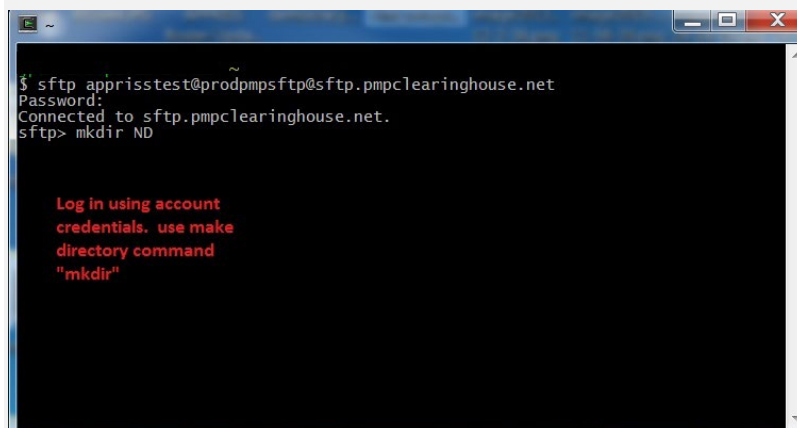 ~
~
$ sftp apprisstest@prodpmpsftp@sftp.pmpclearinghouse.net
Password:
Connected to sftp.pmpclearinghouse.net.
sftp> mkdir ND
Log in using account
credentials.  use make
directory command
"mkdir"